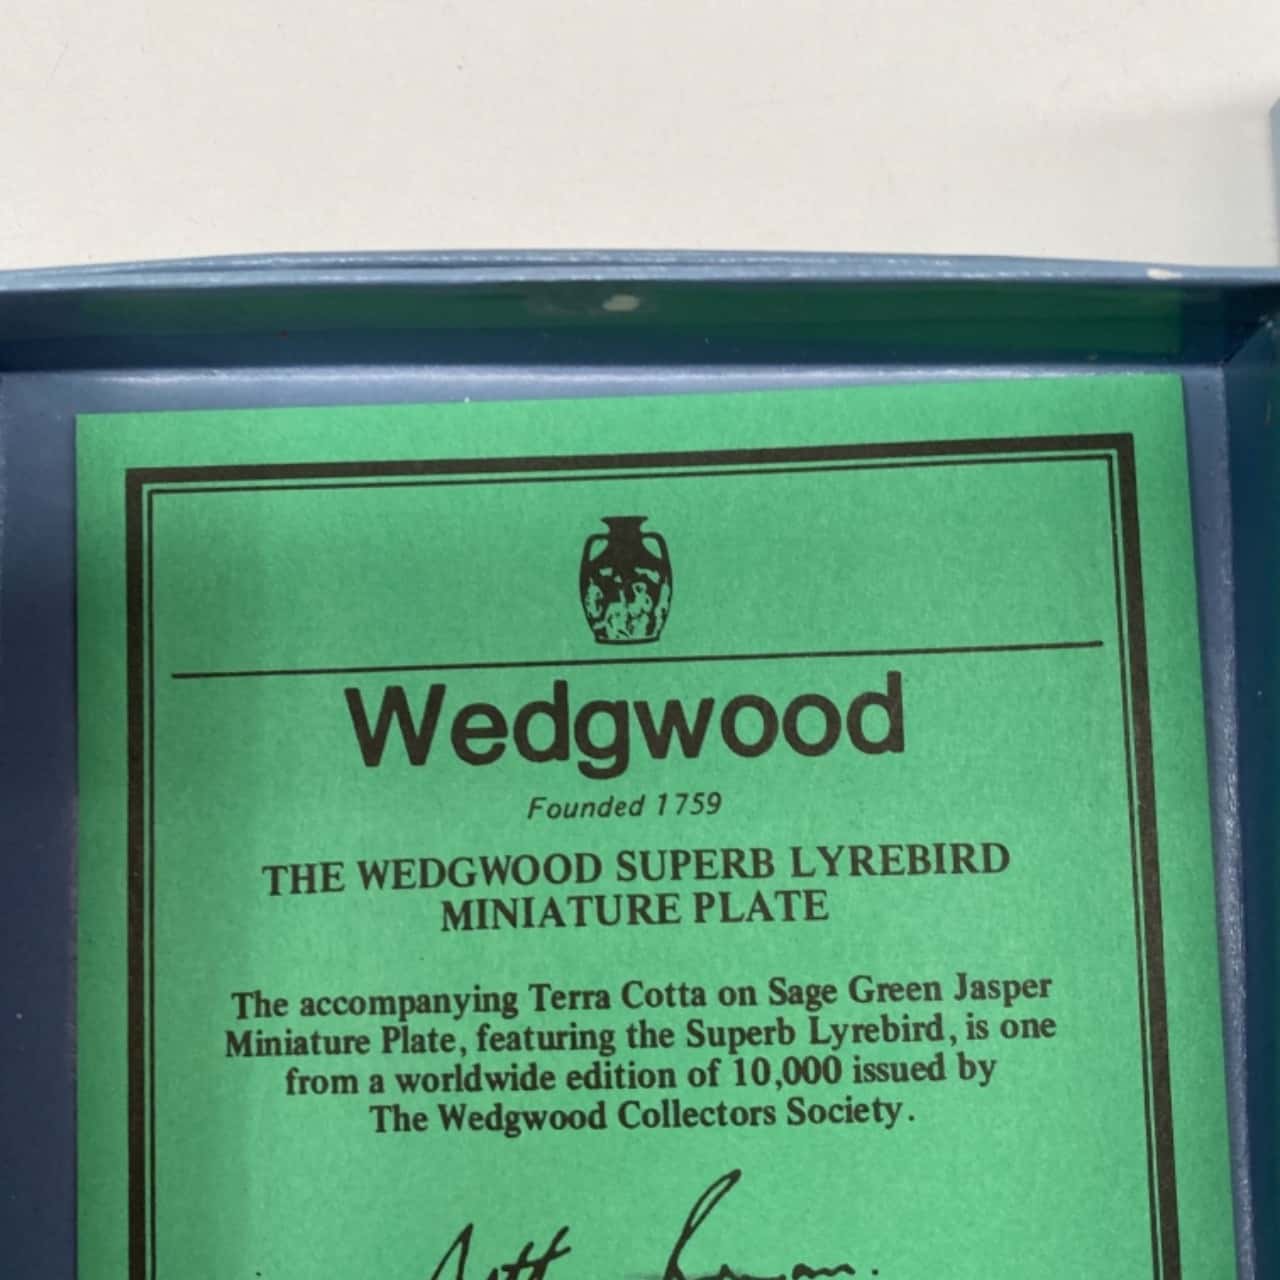 Wedgwood
Founded 1759
THE WEDGWOOD SUPERB LYREBIRD
MINIATURE PLATE
The accompanying Terra Cotta on Sage Green Jasper
Miniature Plate, featuring the Superb Lyrebird, is one
from a worldwide edition of 10,000 issued by
The Wedgwood Collectors Society.